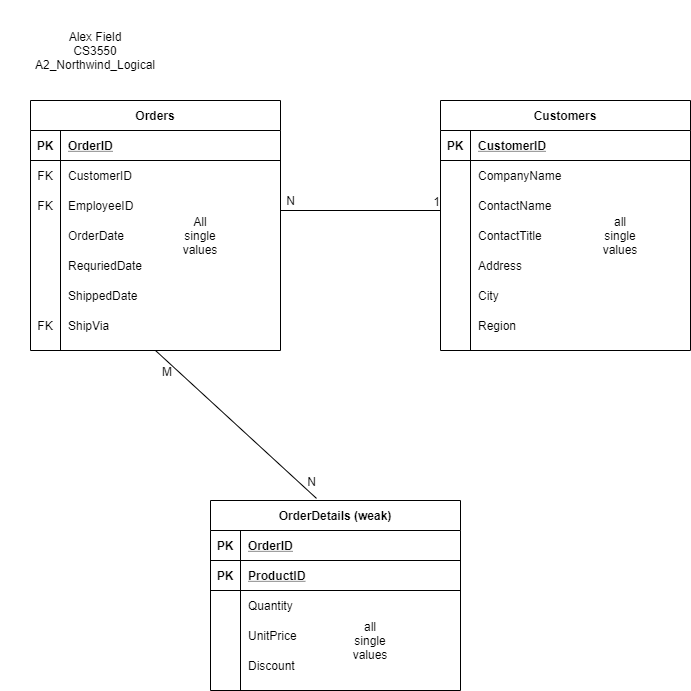 Alex Field
CS3550
A2_Northwind_Logical
Orders
PK OrderID
FK CustomerID
FK EmployeeID
OrderDate
RequriedDate
ShippedDate
FK ShipVia
All
single
values
N
1
Customers
PK CustomerID
CompanyName
ContactName
ContactTitle
Address
City
Region
all
single
values
M
N
OrderDetails (weak)
PK OrderID
PK ProductID
Quantity
UnitPrice
Discount
all
single
values